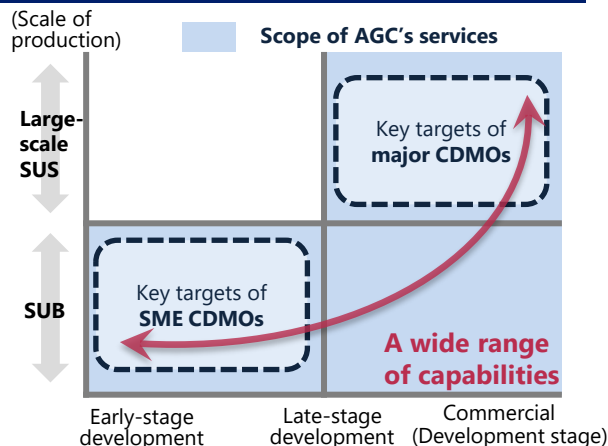 (Scale of
production)
Scope of AGC's services
Large-
scale
SUS
Key targets of
major CDMOs
SUB
Key targets of
SME CDMOs
A wide range
of capabilities
Early-stage
development
Late-stage
development
Commercial
(Development stage)